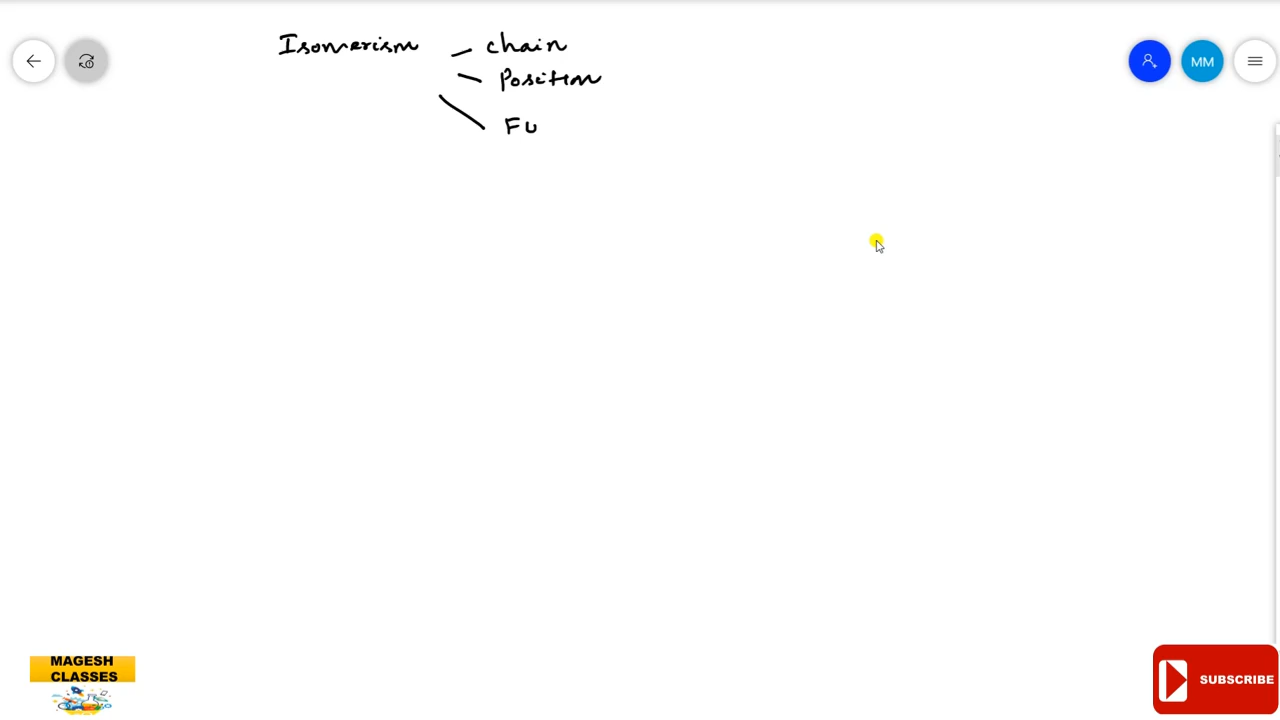 Isomerism chain
Position
Fu
MM
MAGESH
CLASSES
SUBSCRIBE